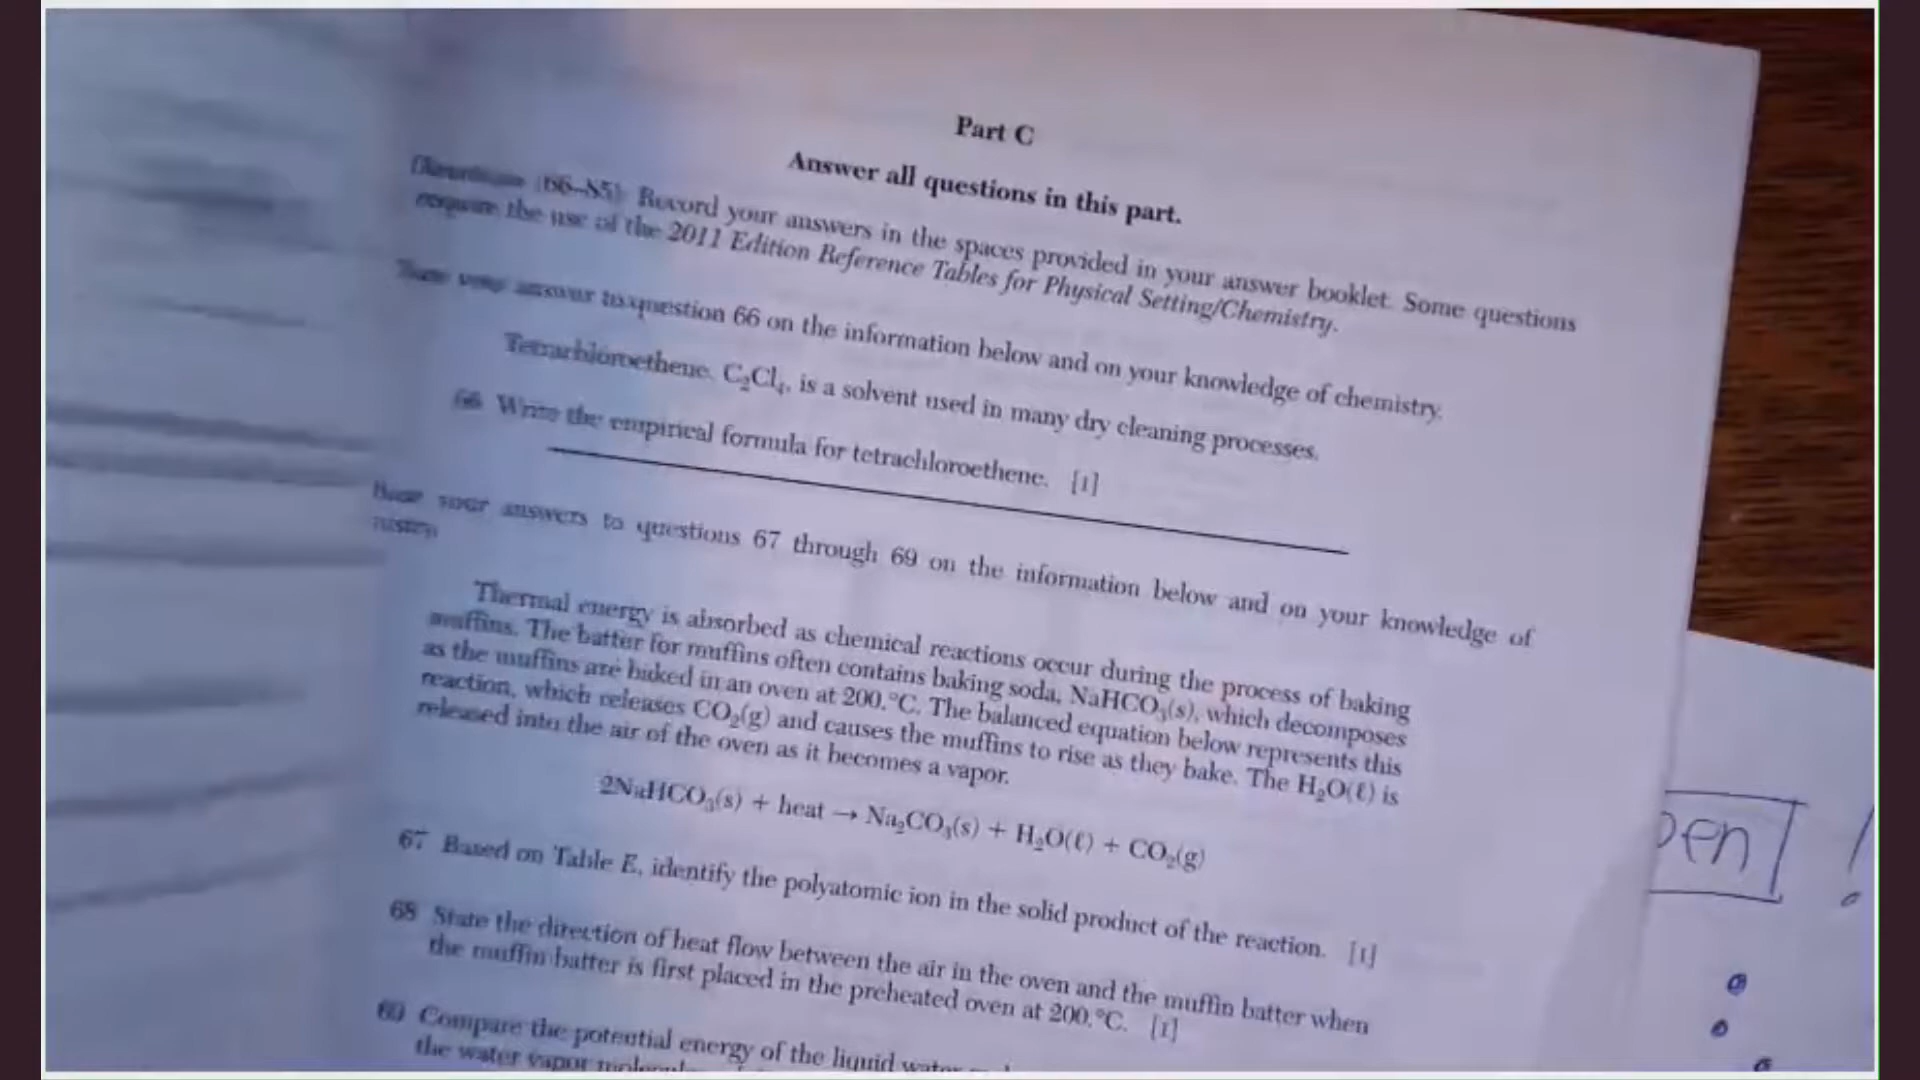 Part C
Answer all questions in this part.
Directions (66–85): Record your answers in the spaces provided in your answer booklet. Some questions
require the use of the 2011 Edition Reference Tables for Physical Setting/Chemistry.
Base your answer to question 66 on the information below and on your knowledge of chemistry.
Tetrachloroethene, C₂Cl₄, is a solvent used in many dry cleaning processes.
66 Write the empirical formula for tetrachloroethene. [1]
Base your answers to questions 67 through 69 on the information below and on your knowledge of
Thermal energy is absorbed as chemical reactions occur during the process of baking
muffins. The batter for muffins often contains baking soda, NaHCO₃(s), which decomposes
as the muffins are baked in an oven at 200.°C. The balanced equation below represents this
reaction, which releases CO₂(g) and causes the muffins to rise as they bake. The H₂O(ℓ) is
released into the air of the oven as it becomes a vapor.
2NaHCO₃(s) + heat → Na₂CO₃(s) + H₂O(ℓ) + CO₂(g)
67 Based on Table E, identify the polyatomic ion in the solid product of the reaction. [1]
68 State the direction of heat flow between the air in the oven and the muffin batter when
the muffin batter is first placed in the preheated oven at 200.°C. [1]
69 Compare the potential energy of the liquid water
the water vapor
pen !